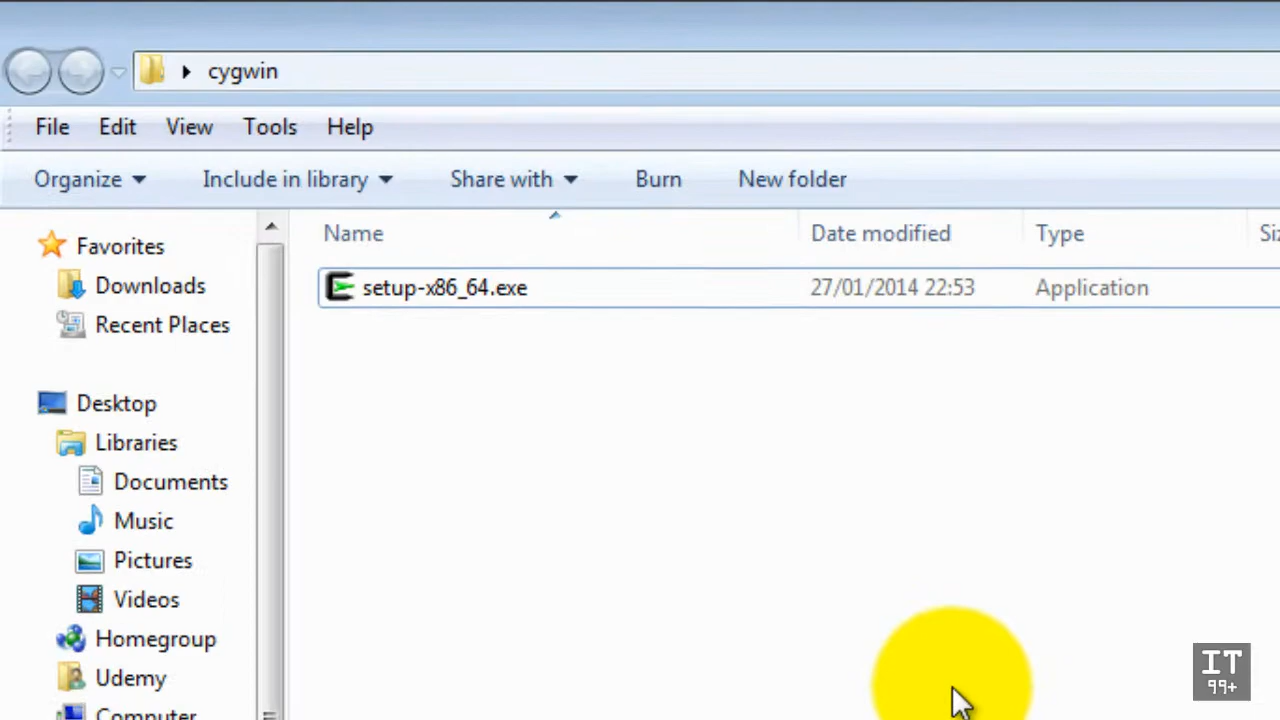 cygwin
File Edit View Tools Help
Organize Include in library Share with Burn New folder
Name Date modified Type Siz
setup-x86_64.exe 27/01/2014 22:53 Application
Favorites
Downloads
Recent Places
Desktop
Libraries
Documents
Music
Pictures
Videos
Homegroup
Udemy
Computer
IT
99+